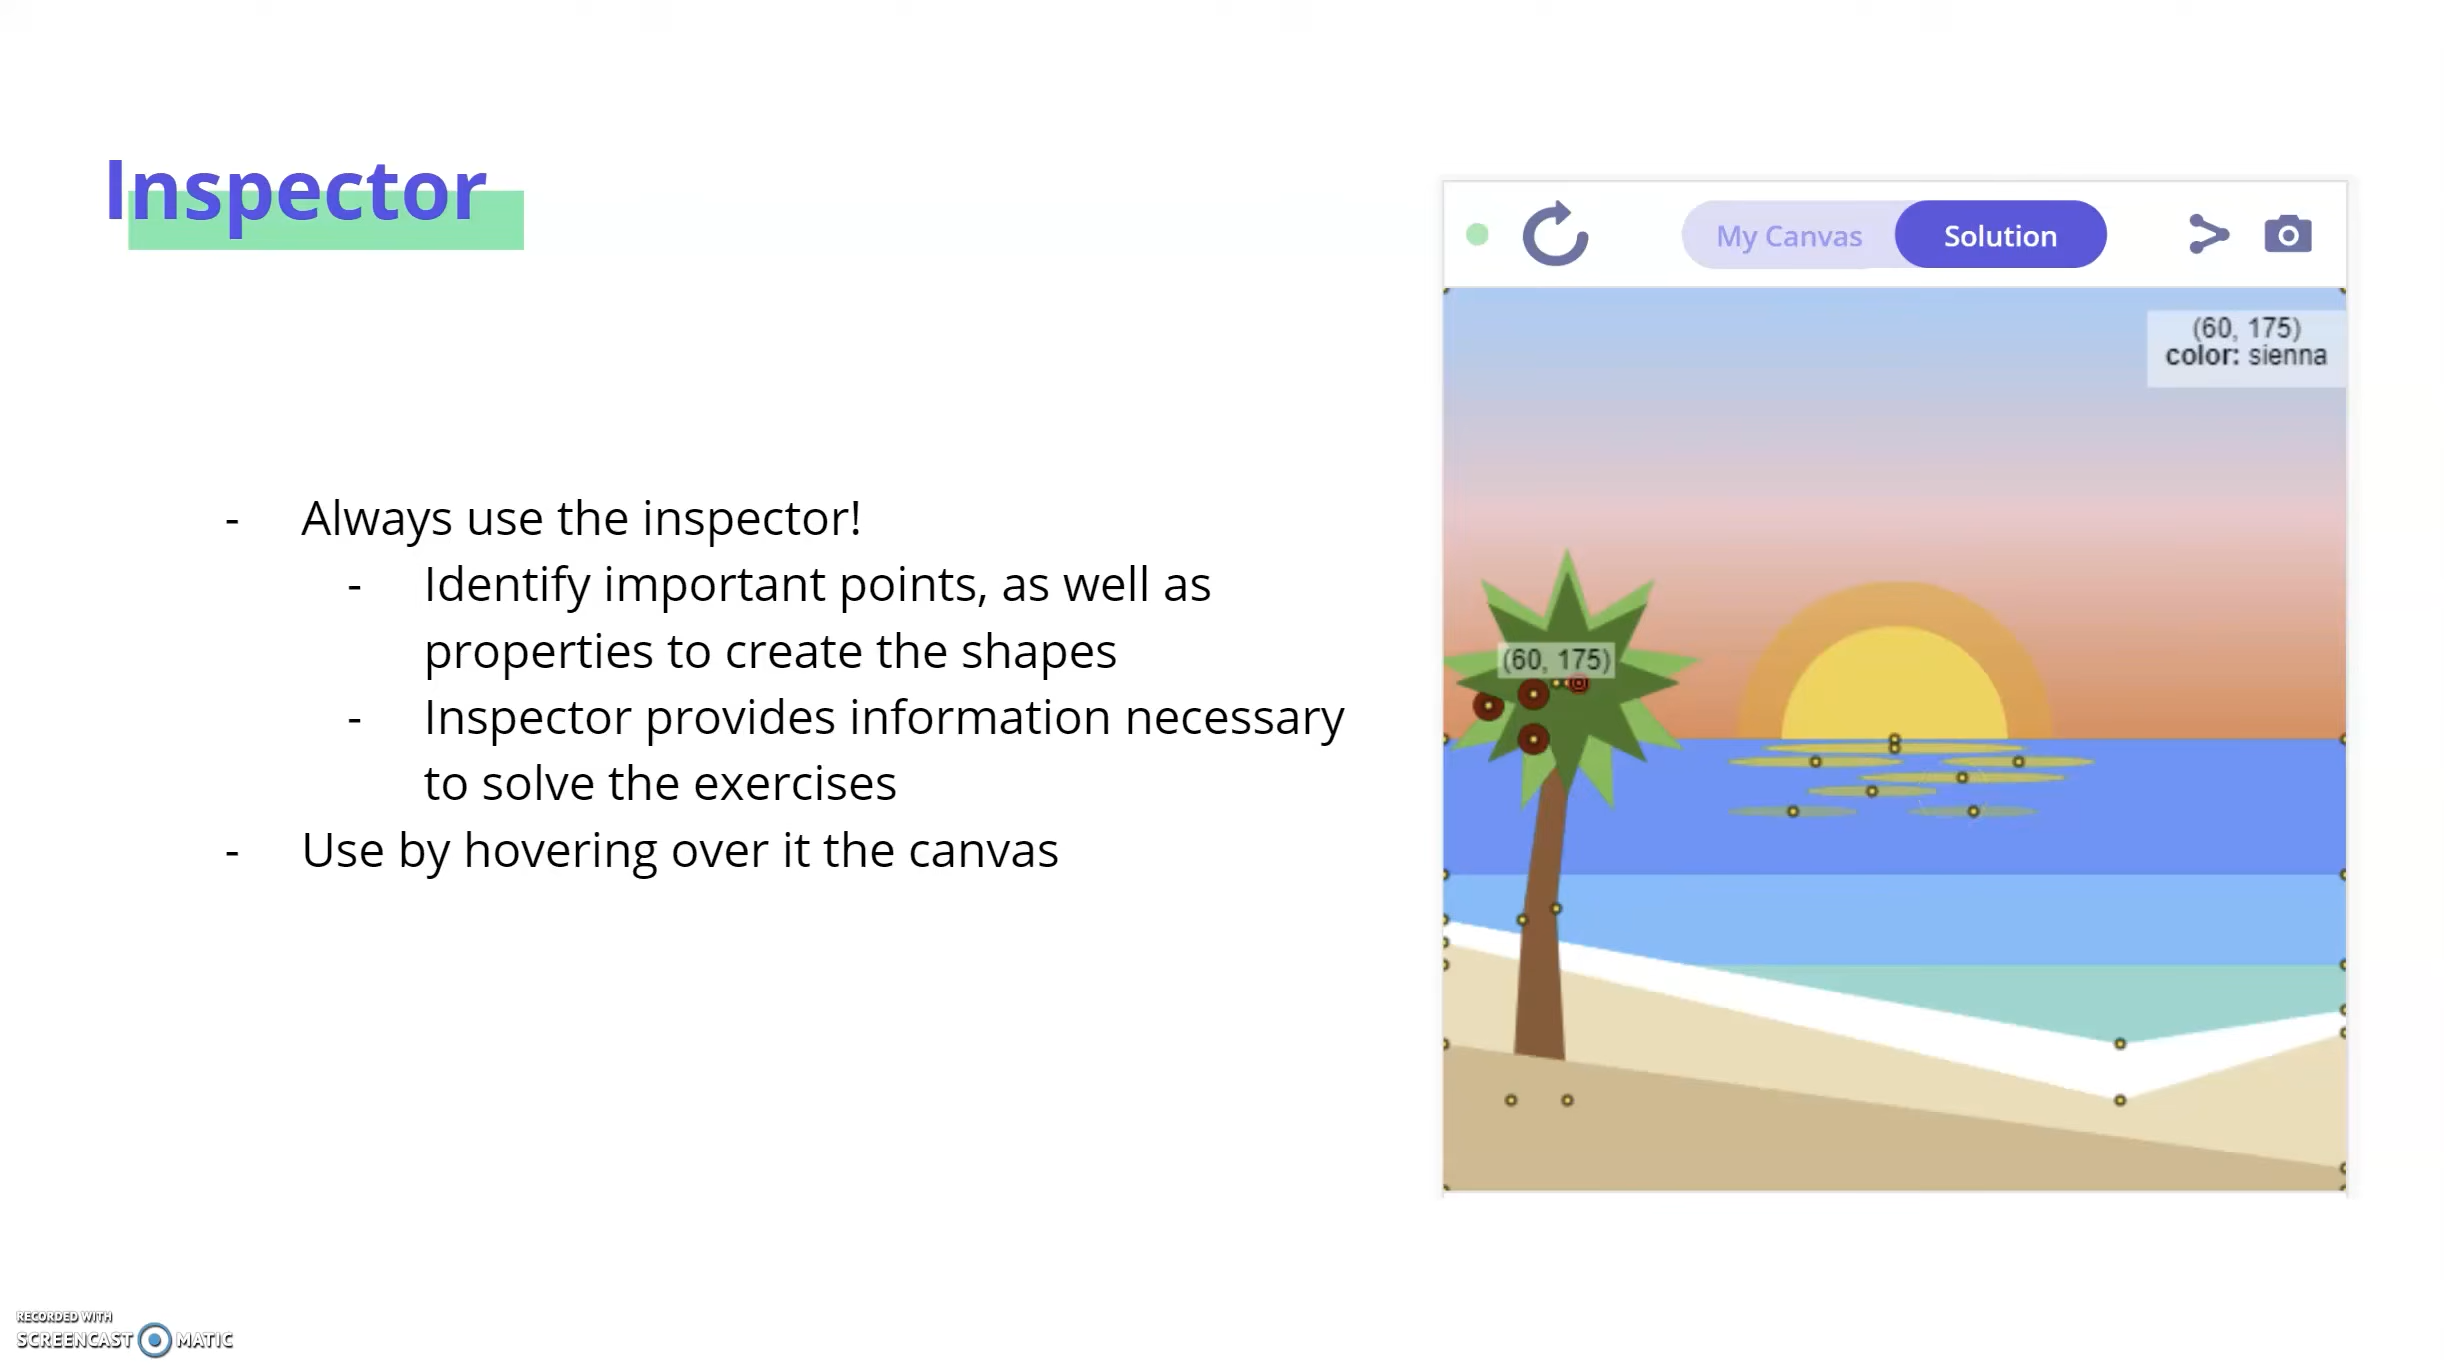 Inspector
- Always use the inspector!
- Identify important points, as well as
properties to create the shapes
- Inspector provides information necessary
to solve the exercises
- Use by hovering over it the canvas
My Canvas Solution
(60, 175)
color: sienna
(60, 175)
RECORDED WITH
SCREENCAST MATIC